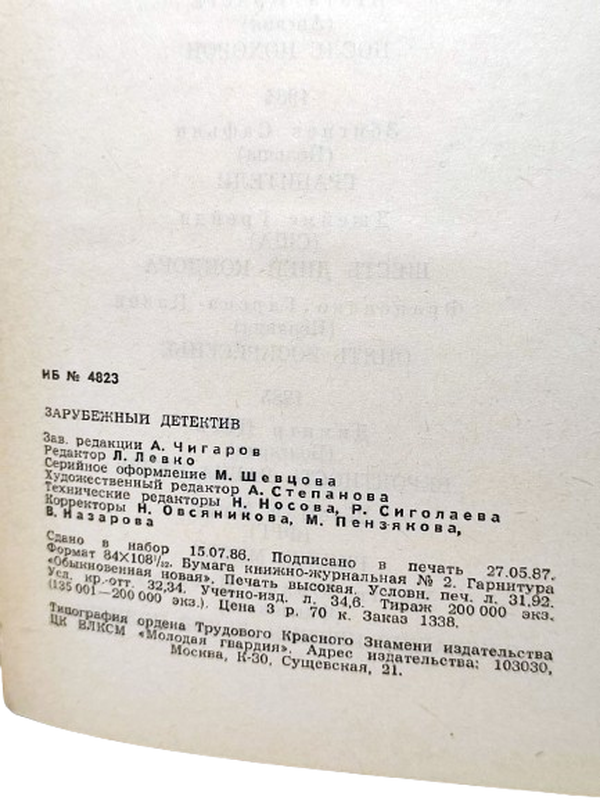 ИБ № 4823
ЗАРУБЕЖНЫЙ ДЕТЕКТИВ
Зав. редакции А. Чигаров
Редактор Л. Левко
Серийное оформление М. Шевцова
Художественный редактор А. Степанова
Технические редакторы Н. Носова, Р. Сиголаева
Корректоры Н. Овсяникова, М. Пензякова,
В. Назарова
Сдано в набор 15.07.86. Подписано в печать 27.05.87.
Формат 84×108¹/₃₂. Бумага книжно-журнальная № 2. Гарнитура
«Обыкновенная новая». Печать высокая. Условн. печ. л. 31,92.
Усл. кр.-отт. 32,34. Учетно-изд. л. 34,6. Тираж 200 000 экз.
(135 001—200 000 экз.). Цена 3 р. 70 к. Заказ 1338.
Типография ордена Трудового Красного Знамени издательства
ЦК ВЛКСМ «Молодая гвардия». Адрес издательства: 103030,
Москва, К-30, Сущевская, 21.